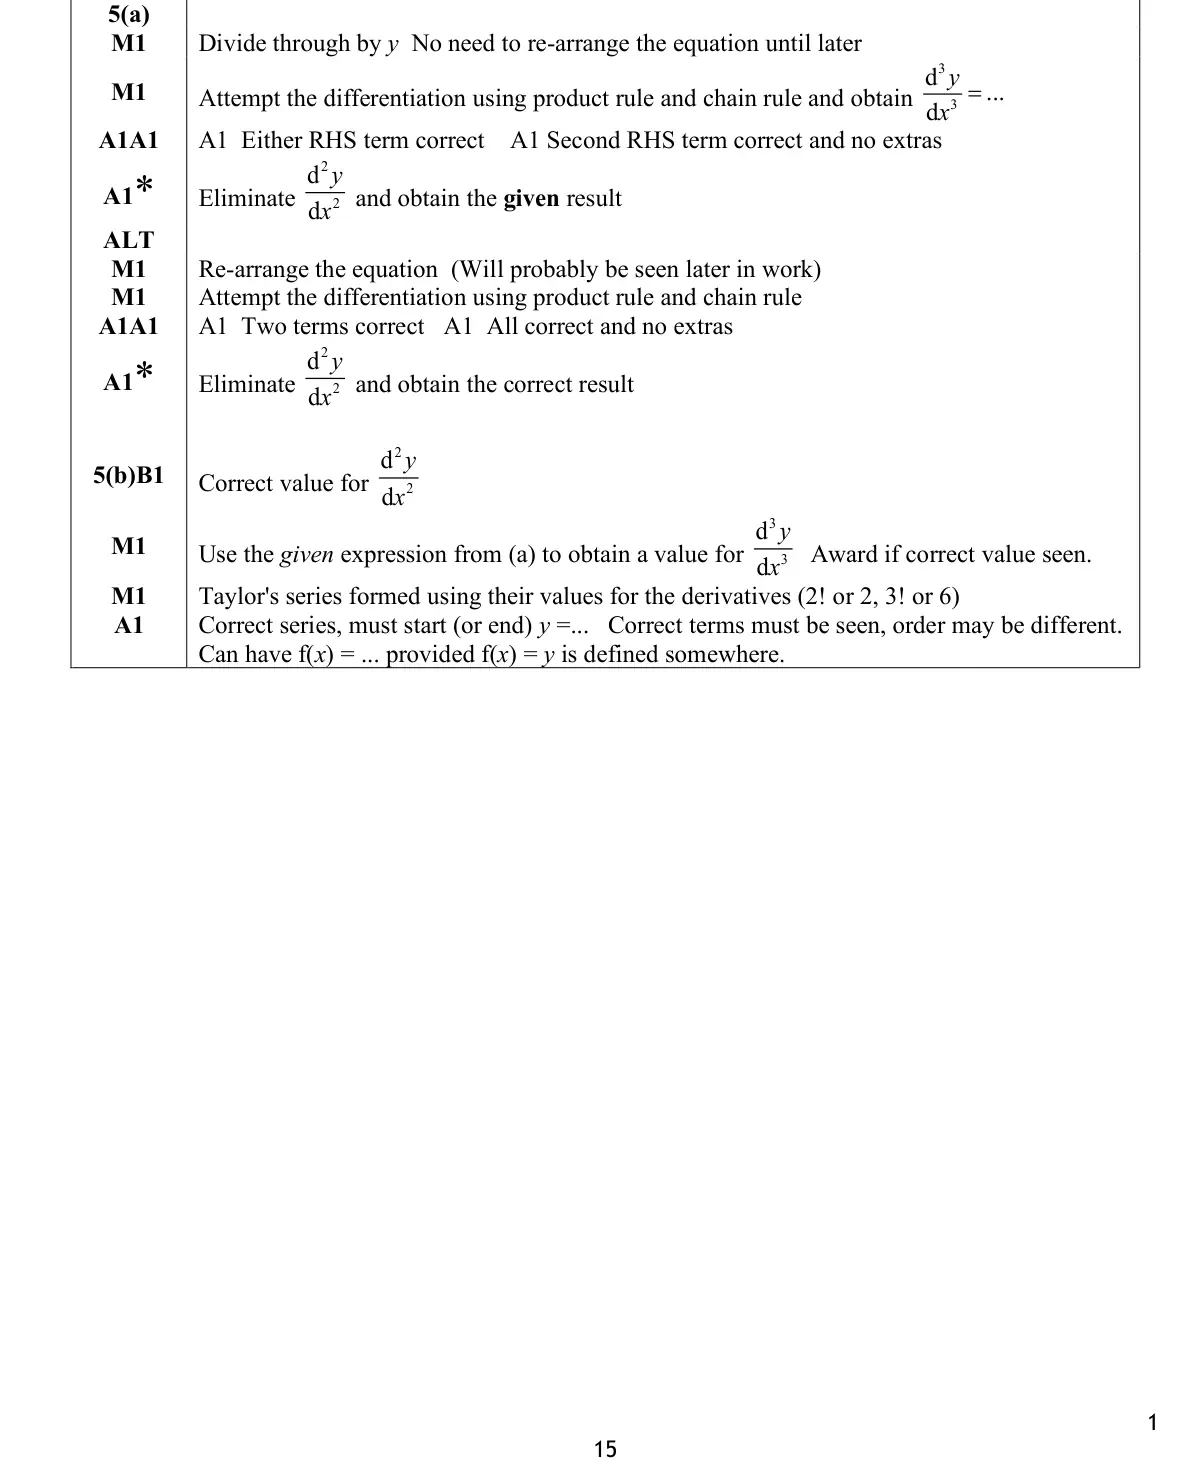 5(a)
M1 Divide through by y No need to re-arrange the equation until later
M1 Attempt the differentiation using product rule and chain rule and obtain d³y/dx³ = ...
A1A1 A1 Either RHS term correct A1 Second RHS term correct and no extras
A1* Eliminate d²y/dx² and obtain the given result
ALT
M1 Re-arrange the equation (Will probably be seen later in work)
M1 Attempt the differentiation using product rule and chain rule
A1A1 A1 Two terms correct A1 All correct and no extras
A1* Eliminate d²y/dx² and obtain the correct result
5(b)B1 Correct value for d²y/dx²
M1 Use the given expression from (a) to obtain a value for d³y/dx³ Award if correct value seen.
M1 Taylor's series formed using their values for the derivatives (2! or 2, 3! or 6)
A1 Correct series, must start (or end) y =... Correct terms must be seen, order may be different.
Can have f(x) = ... provided f(x) = y is defined somewhere.
1
15